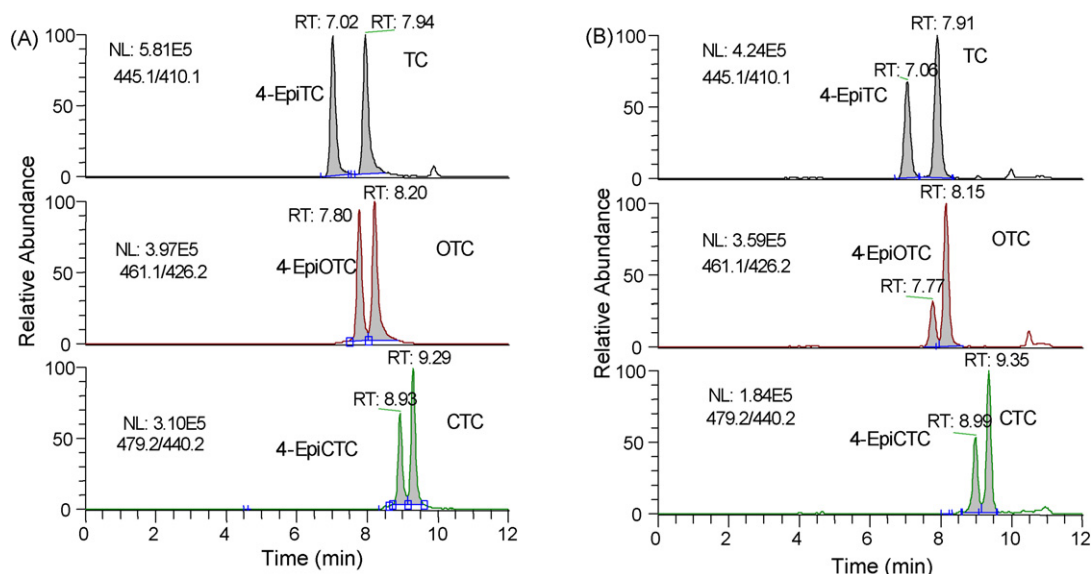 (A)
RT: 7.02 RT: 7.94
100
NL: 5.81E5
445.1/410.1
TC
4-EpiTC
50
0
RT: 8.20
100
RT: 7.80
NL: 3.97E5
461.1/426.2
OTC
4-EpiOTC
50
0
RT: 9.29
100
NL: 3.10E5
479.2/440.2
RT: 8.93
CTC
4-EpiCTC
50
0
Relative Abundance
0 2 4 6 8 10 12
Time (min)
(B)
RT: 7.91
100
NL: 4.24E5
445.1/410.1
TC
RT: 7.06
4-EpiTC
50
0
RT: 8.15
100
NL: 3.59E5
461.1/426.2
OTC
4-EpiOTC
RT: 7.77
50
0
RT: 9.35
100
NL: 1.84E5
479.2/440.2
CTC
RT: 8.99
4-EpiCTC
50
0
Relative Abundance
0 2 4 6 8 10 12
Time (min)